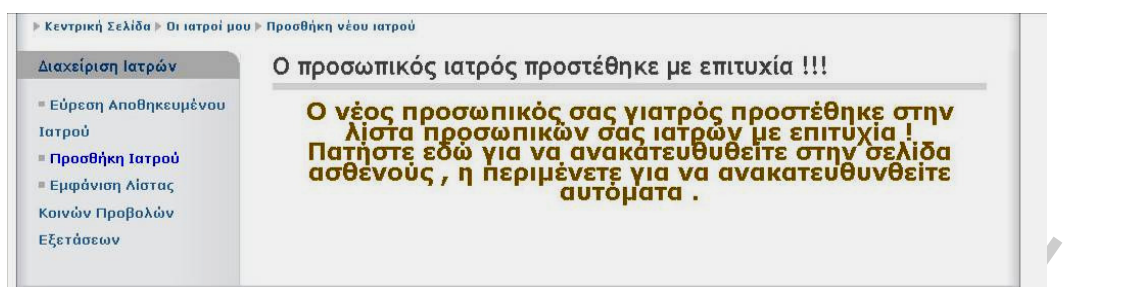 Κεντρική Σελίδα Οι ιατροί μου Προσθήκη νέου ιατρού
Διαχείριση Ιατρών
Εύρεση Αποθηκευμένου
Ιατρού
Προσθήκη Ιατρού
Εμφάνιση Λίστας
Κοινών Προβολών
Εξετάσεων
Ο προσωπικός ιατρός προστέθηκε με επιτυχία !!!
Ο νέος προσωπικός σας γιατρός προστέθηκε στην
λίστα προσωπικών σας ιατρών με επιτυχία !
Πατήστε εδώ για να ανακατευθυθείτε στην σελίδα
ασθενούς , η περιμένετε για να ανακατευθυνθείτε
αυτόματα .